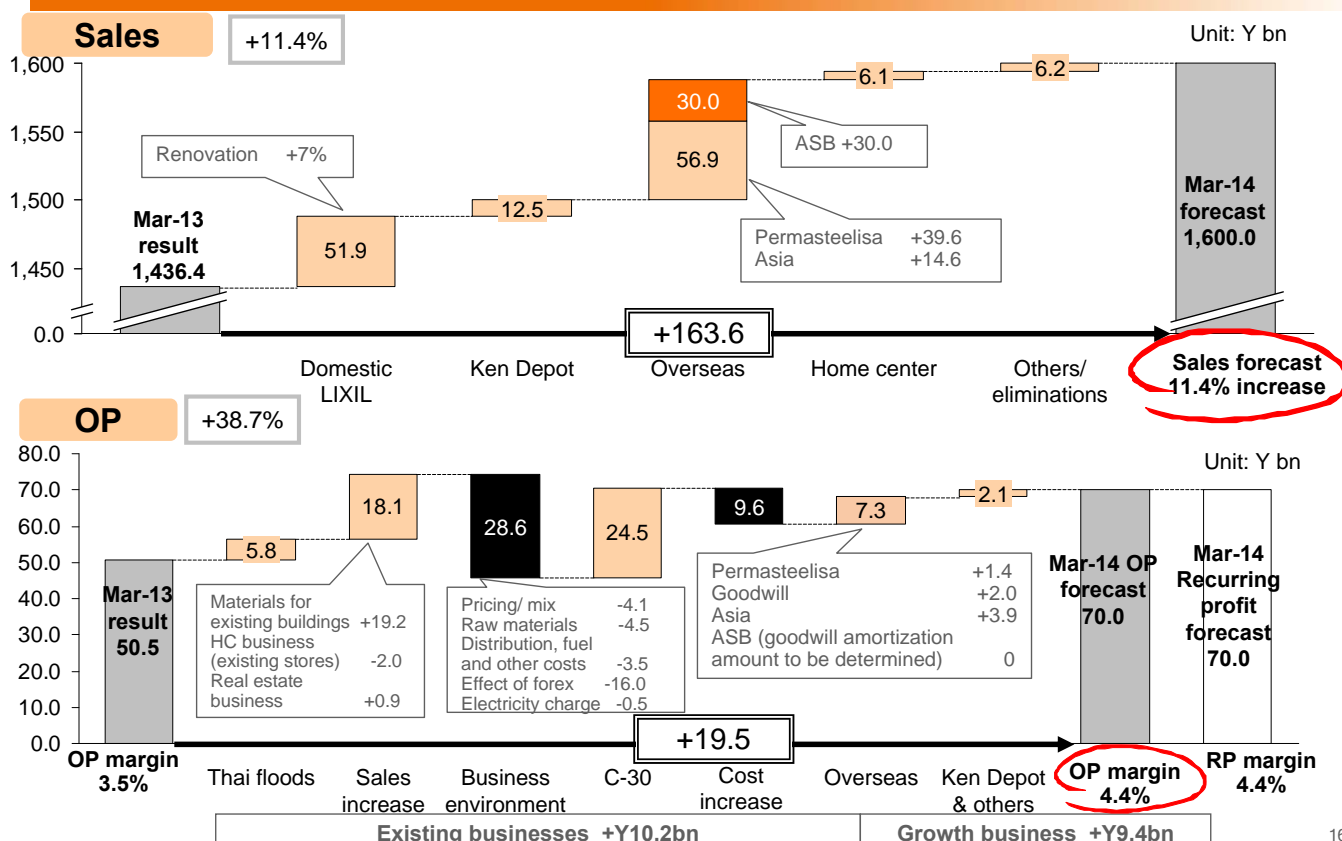 Sales
+11.4%
Unit: Y bn
1,600
1,550
1,500
1,450
0.0
Mar-13
result
1,436.4
Renovation +7%
51.9
12.5
30.0
56.9
ASB +30.0
Permasteelisa +39.6
Asia +14.6
6.1
6.2
Mar-14
forecast
1,600.0
+163.6
Domestic
LIXIL
Ken Depot
Overseas
Home center
Others/
eliminations
Sales forecast
11.4% increase
OP
+38.7%
Unit: Y bn
80.0
70.0
60.0
50.0
40.0
30.0
20.0
10.0
0.0
Mar-13
result
50.5
5.8
18.1
28.6
24.5
9.6
7.3
2.1
Materials for
existing buildings +19.2
HC business
(existing stores) -2.0
Real estate
business +0.9
Pricing/ mix -4.1
Raw materials -4.5
Distribution, fuel
and other costs -3.5
Effect of forex -16.0
Electricity charge -0.5
Permasteelisa +1.4
Goodwill +2.0
Asia +3.9
ASB (goodwill amortization
amount to be determined) 0
Mar-14 OP
forecast
70.0
Mar-14
Recurring
profit
forecast
70.0
+19.5
OP margin
3.5%
Thai floods
Sales
increase
Business
environment
C-30
Cost
increase
Overseas
Ken Depot
& others
OP margin
4.4%
RP margin
4.4%
Existing businesses +Y10.2bn
Growth business +Y9.4bn
16